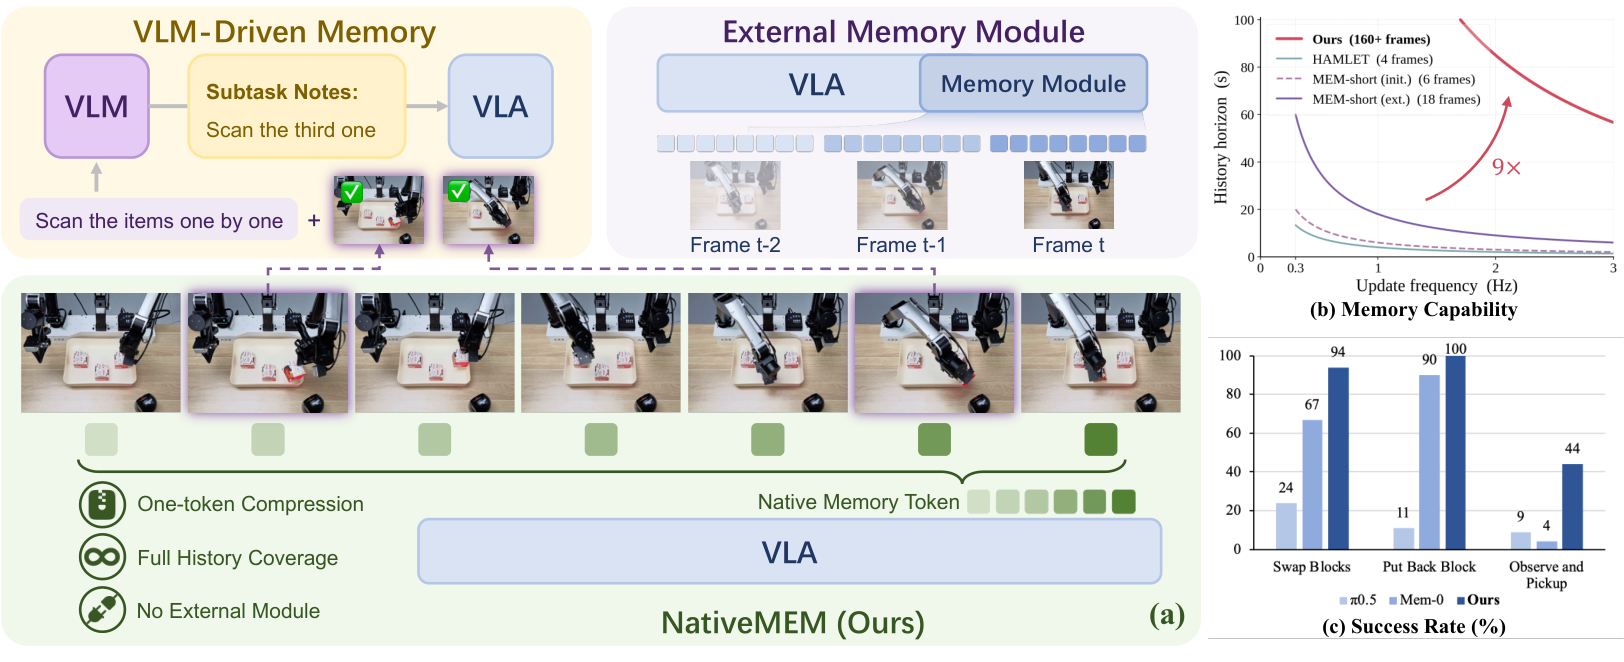 VLM-Driven Memory
VLM
Subtask Notes:
Scan the third one
VLA
Scan the items one by one
+
External Memory Module
VLA
Memory Module
Frame t-2
Frame t-1
Frame t
One-token Compression
Full History Coverage
No External Module
Native Memory Token
VLA
NativeMEM (Ours)
(a)
History horizon (s)
100
80
60
40
20
0
Ours (160+ frames)
HAMLET (4 frames)
MEM-short (init.) (6 frames)
MEM-short (ext.) (18 frames)
9×
0
0.3
1
2
3
Update frequency (Hz)
(b) Memory Capability
100
80
60
40
20
0
24
67
94
11
90
100
9
4
44
Swap Blocks
Put Back Block
Observe and
Pickup
π0.5
Mem-0
Ours
(c) Success Rate (%)